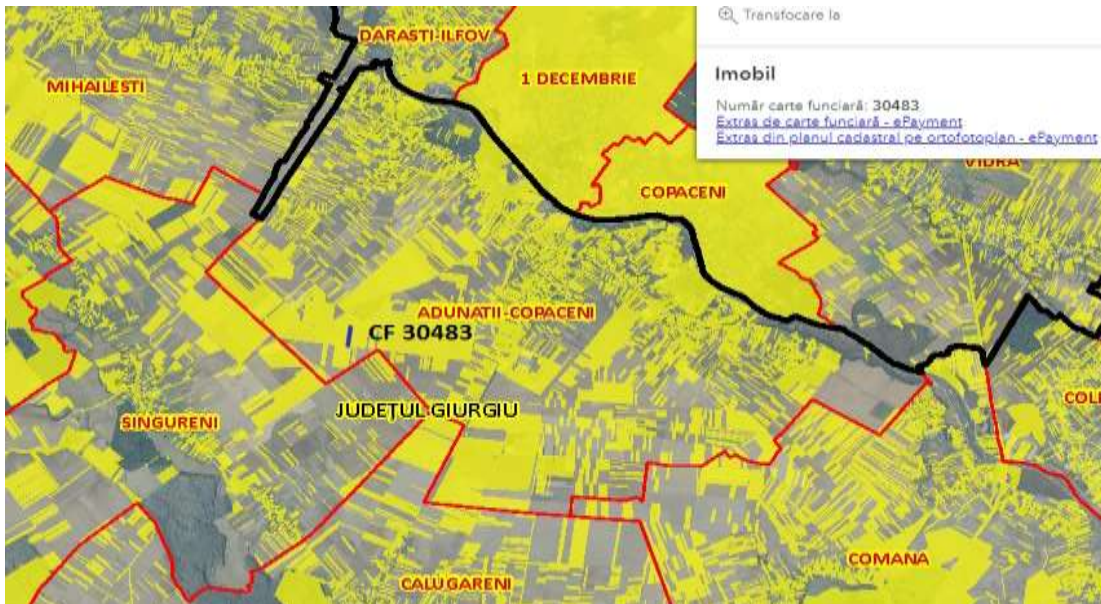 Transfocare la
Imobil
Număr carte funciară: 30483
Extras de carte funciară - ePayment
Extras din planul cadastral pe ortofotoplan - ePayment
DARASTI-ILFOV
MIHAILESTI
1 DECEMBRIE
VIDRA
COPACENI
ADUNATII-COPACENI
CF 30483
JUDEȚUL GIURGIU
SINGURENI
COMANA
CALUGARENI